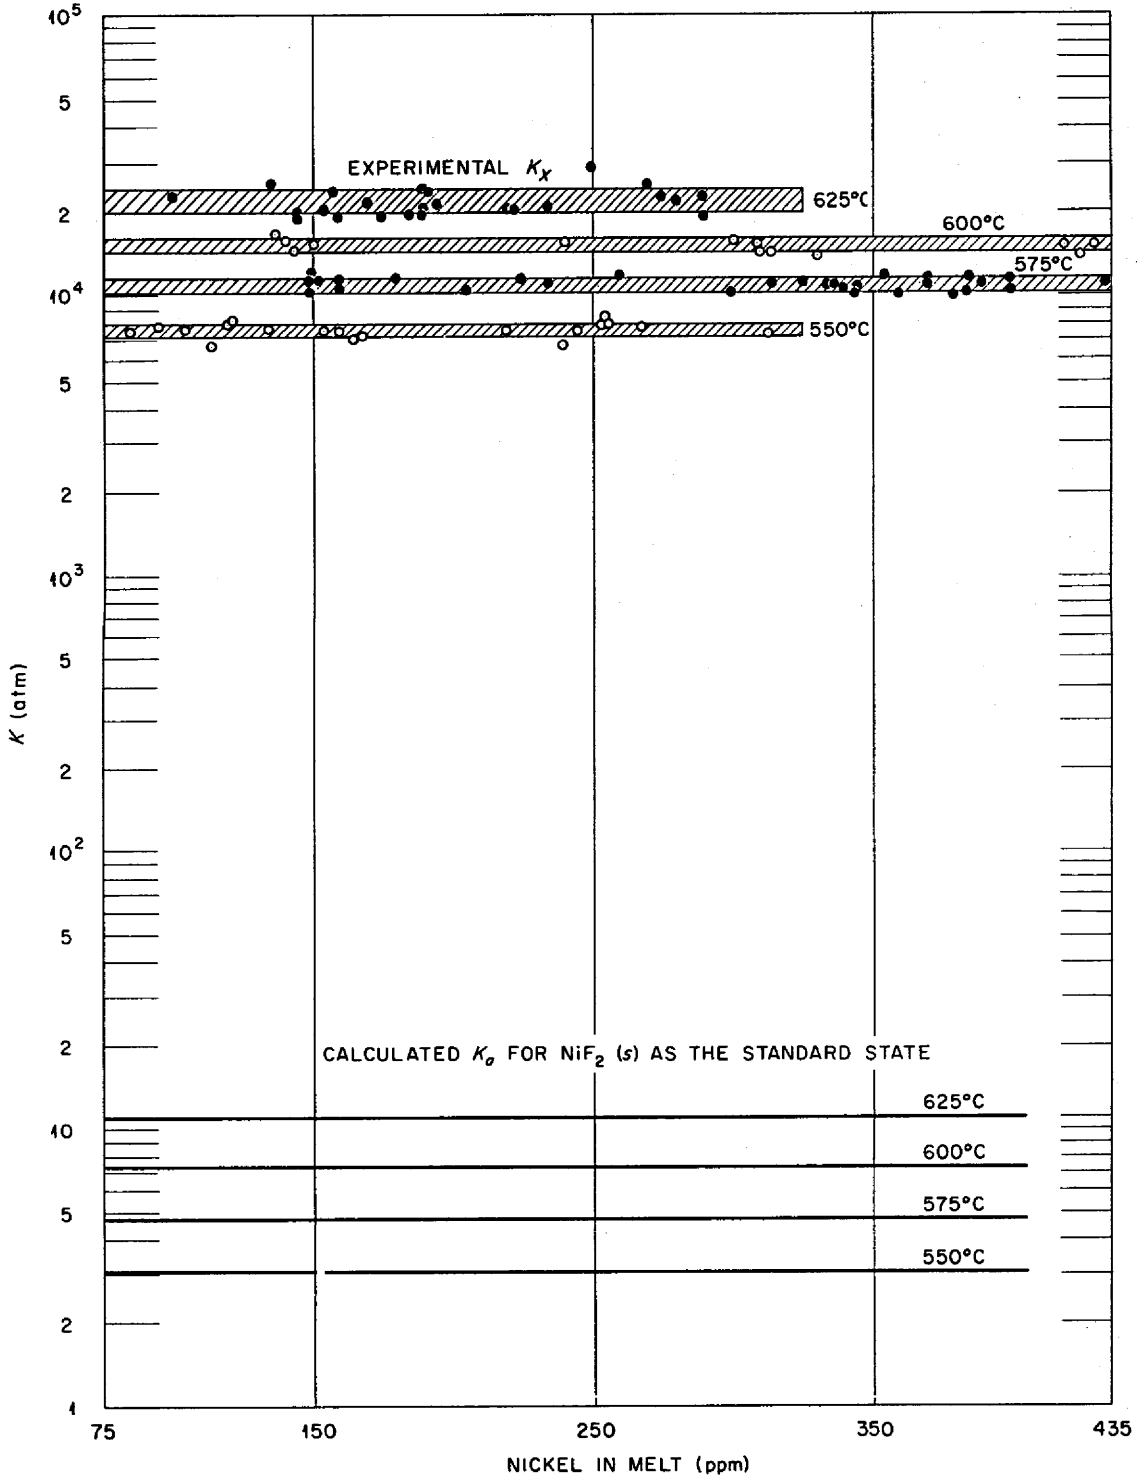 10^5
5
EXPERIMENTAL K_x
625°C
2
600°C
575°C
10^4
550°C
5
2
10^3
5
K (atm)
2
10^2
5
2
CALCULATED K_a FOR NiF_2 (s) AS THE STANDARD STATE
625°C
10
600°C
5
575°C
550°C
2
1
75 150 250 350 435
NICKEL IN MELT (ppm)